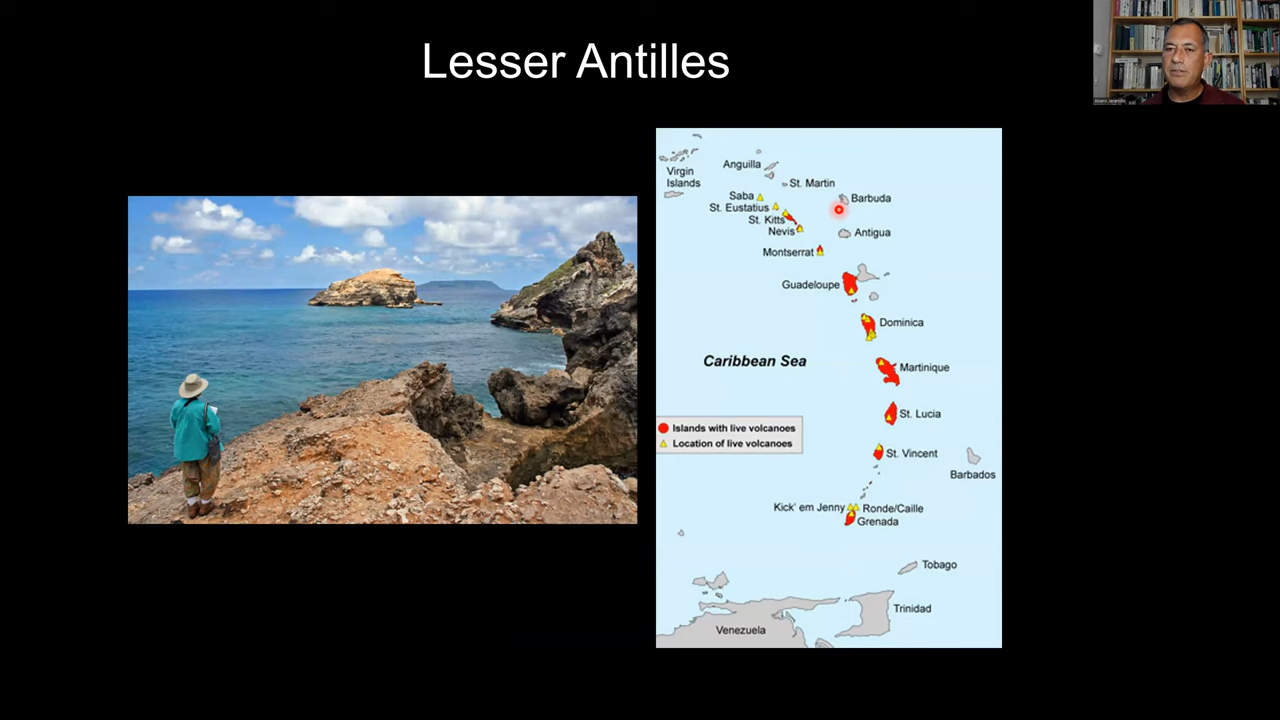 Lesser Antilles
Virgin
Islands
Anguilla
St. Martin
Saba
Barbuda
St. Eustatius
St. Kitts
Nevis
Antigua
Montserrat
Guadeloupe
Dominica
Caribbean Sea
Martinique
St. Lucia
Islands with live volcanoes
Location of live volcanoes
St. Vincent
Barbados
Kick' em Jenny
Ronde/Caille
Grenada
Tobago
Trinidad
Venezuela